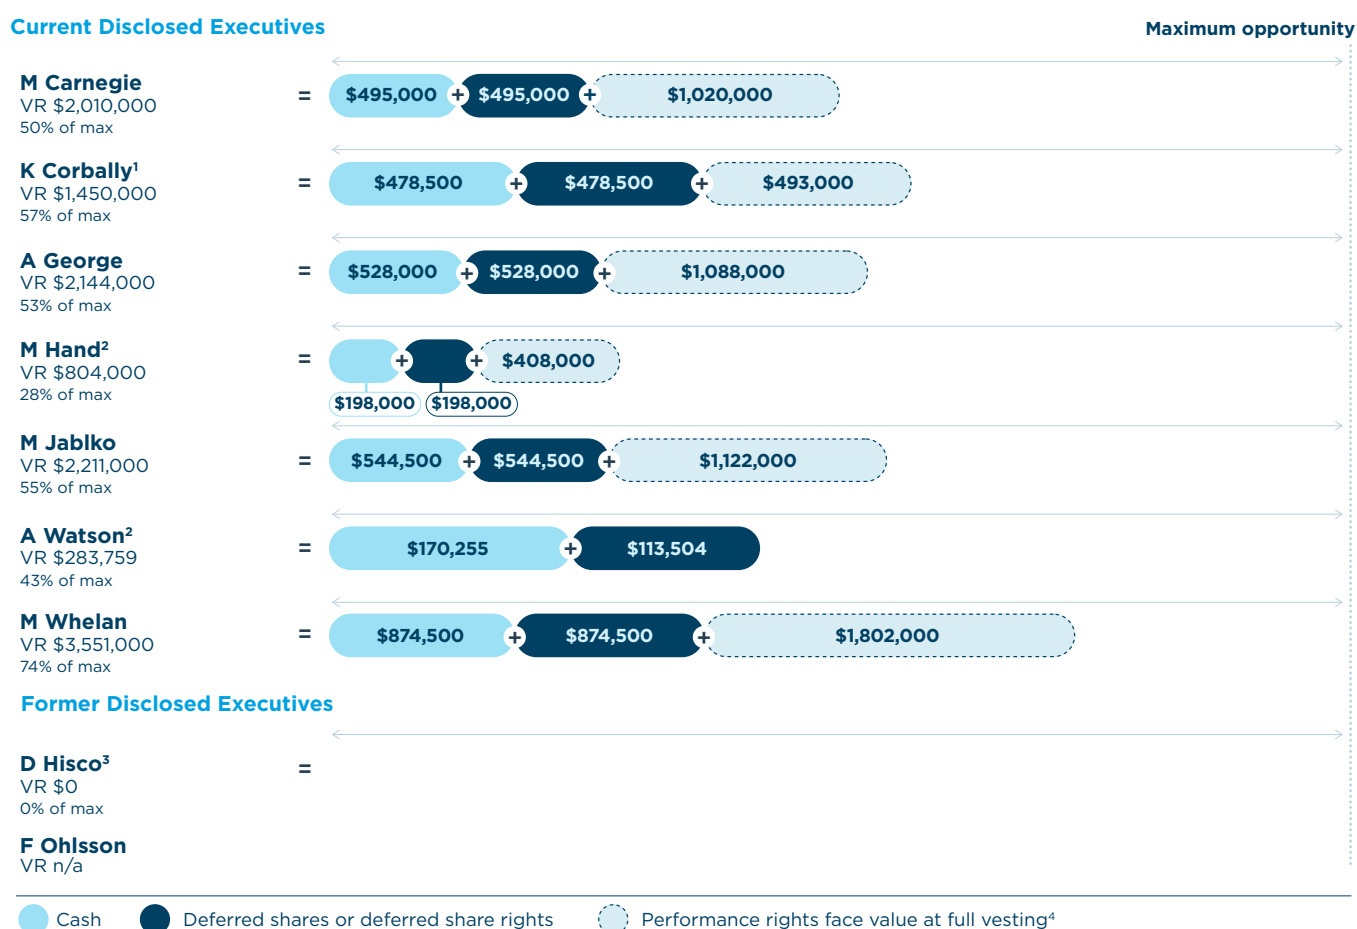 Current Disclosed Executives
Maximum opportunity
M Carnegie
VR $2,010,000
50% of max
= $495,000 + $495,000 + $1,020,000
K Corbally¹
VR $1,450,000
57% of max
= $478,500 + $478,500 + $493,000
A George
VR $2,144,000
53% of max
= $528,000 + $528,000 + $1,088,000
M Hand²
VR $804,000
28% of max
= + + $408,000
$198,000 $198,000
M Jablko
VR $2,211,000
55% of max
= $544,500 + $544,500 + $1,122,000
A Watson²
VR $283,759
43% of max
= $170,255 + $113,504
M Whelan
VR $3,551,000
74% of max
= $874,500 + $874,500 + $1,802,000
Former Disclosed Executives
D Hisco³
VR $0
0% of max
=
F Ohlsson
VR n/a
Cash Deferred shares or deferred share rights Performance rights face value at full vesting⁴